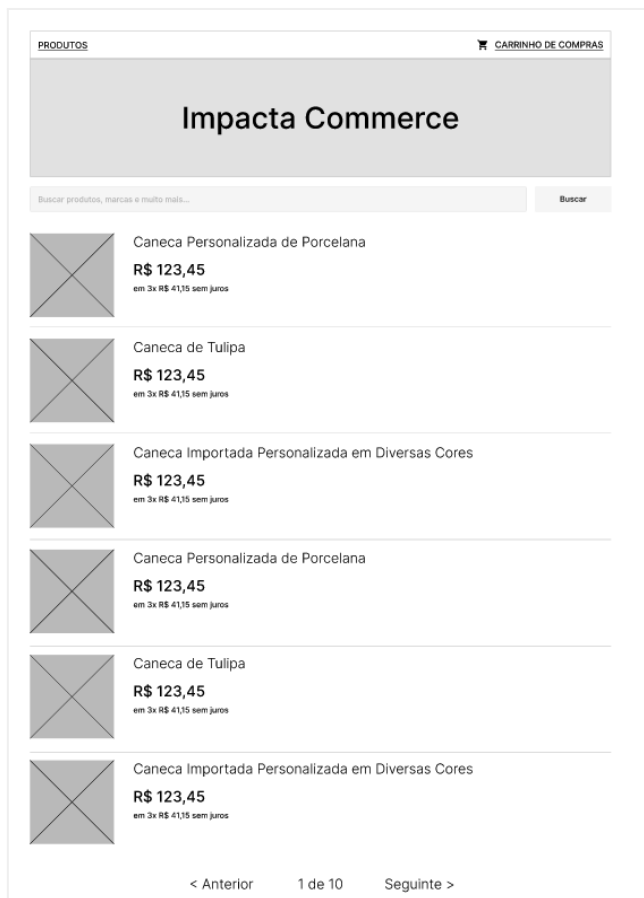 PRODUTOS
CARRINHO DE COMPRAS
Impacta Commerce
Buscar produtos, marcas e muito mais...
Buscar
Caneca Personalizada de Porcelana
R$ 123,45
em 3x R$ 41,15 sem juros
Caneca de Tulipa
R$ 123,45
em 3x R$ 41,15 sem juros
Caneca Importada Personalizada em Diversas Cores
R$ 123,45
em 3x R$ 41,15 sem juros
Caneca Personalizada de Porcelana
R$ 123,45
em 3x R$ 41,15 sem juros
Caneca de Tulipa
R$ 123,45
em 3x R$ 41,15 sem juros
Caneca Importada Personalizada em Diversas Cores
R$ 123,45
em 3x R$ 41,15 sem juros
< Anterior 1 de 10 Seguinte >